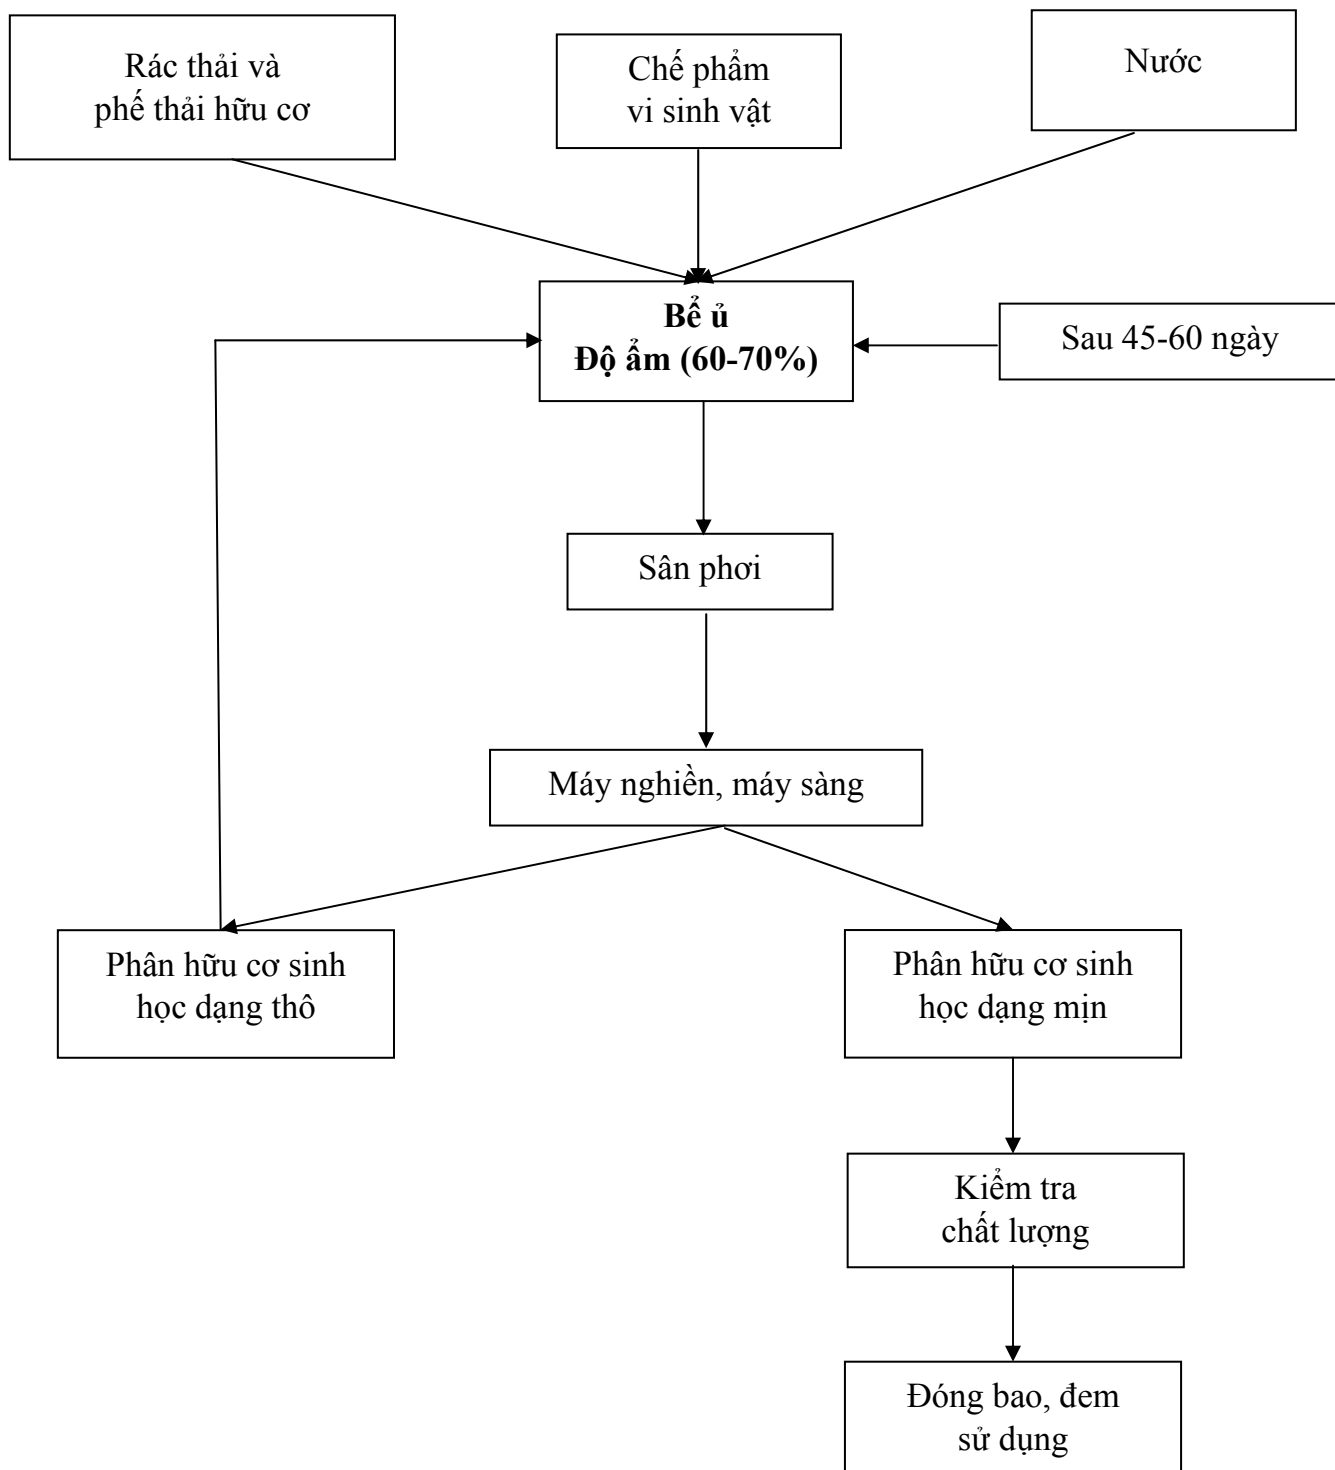 Rác thải và
phế thải hữu cơ
Chế phẩm
vi sinh vật
Nước
Bể ủ
Độ ẩm (60-70%)
Sau 45-60 ngày
Sân phơi
Máy nghiền, máy sàng
Phân hữu cơ sinh
học dạng thô
Phân hữu cơ sinh
học dạng mịn
Kiểm tra
chất lượng
Đóng bao, đem
sử dụng